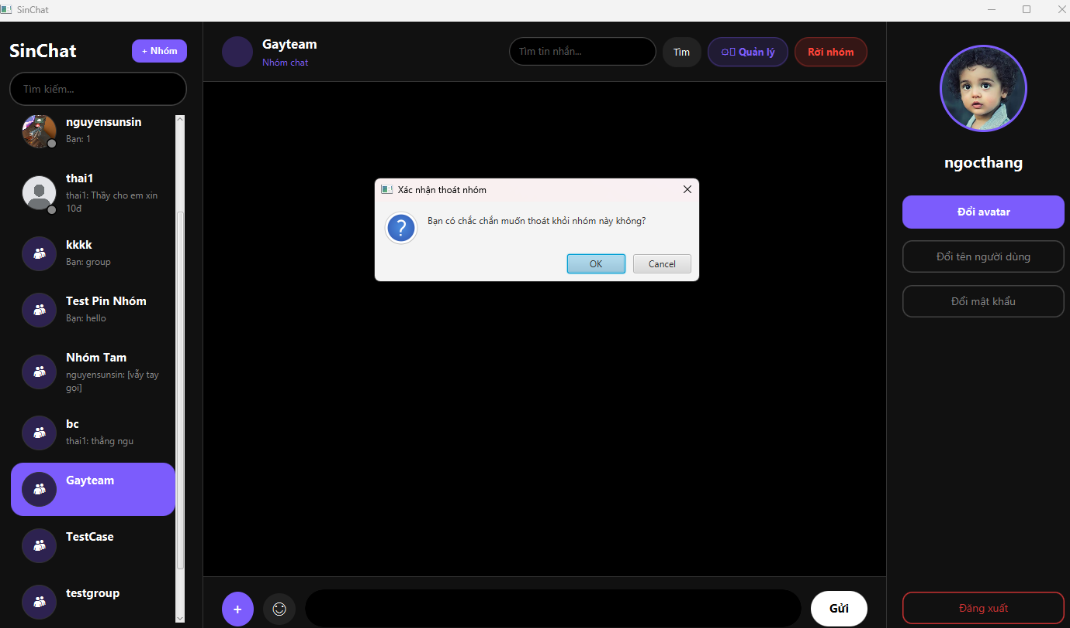 SinChat
SinChat
+ Nhóm
Tìm kiếm...
nguyensunsin
Bạn: 1
thai1
thai1: Thầy cho em xin
10đ
kkkk
Bạn: group
Test Pin Nhóm
Bạn: hello
Nhóm Tam
nguyensunsin: [vẫy tay
gọi]
bc
thai1: thằng ngu
Gayteam
TestCase
testgroup
Gayteam
Nhóm chat
Tìm tin nhắn...
Tìm
Quản lý
Rời nhóm
Xác nhận thoát nhóm
Bạn có chắc chắn muốn thoát khỏi nhóm này không?
OK
Cancel
+
Gửi
ngocthang
Đổi avatar
Đổi tên người dùng
Đổi mật khẩu
Đăng xuất